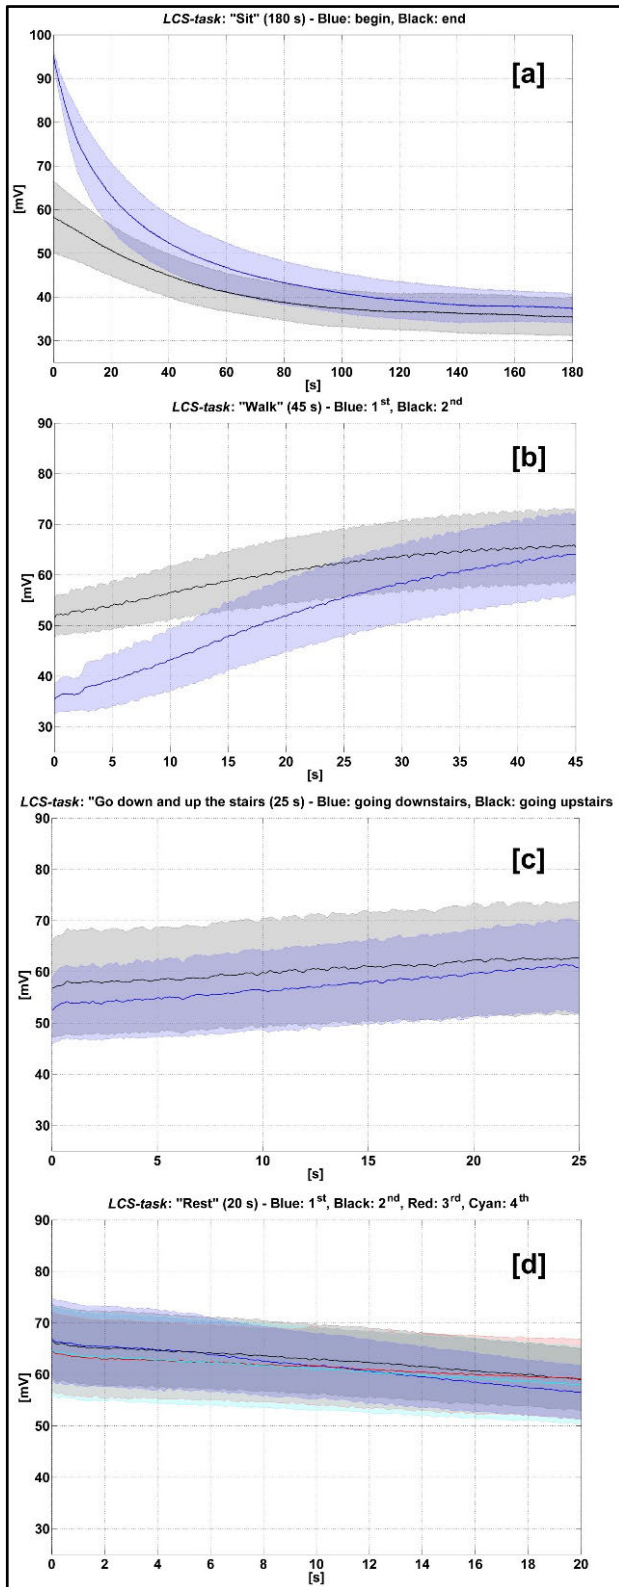 LCS-task: "Sit" (180 s) - Blue: begin, Black: end
[a]
100
90
80
70
60
50
40
30
[mV]
0 20 40 60 80 100 120 140 160 180
[s]
LCS-task: "Walk" (45 s) - Blue: 1st, Black: 2nd
[b]
90
80
70
60
50
40
30
[mV]
0 5 10 15 20 25 30 35 40 45
[s]
LCS-task: "Go down and up the stairs (25 s) - Blue: going downstairs, Black: going upstairs
[c]
90
80
70
60
50
40
30
[mV]
0 5 10 15 20 25
[s]
LCS-task: "Rest" (20 s) - Blue: 1st, Black: 2nd, Red: 3rd, Cyan: 4th
[d]
90
80
70
60
50
40
30
[mV]
0 2 4 6 8 10 12 14 16 18 20
[s]